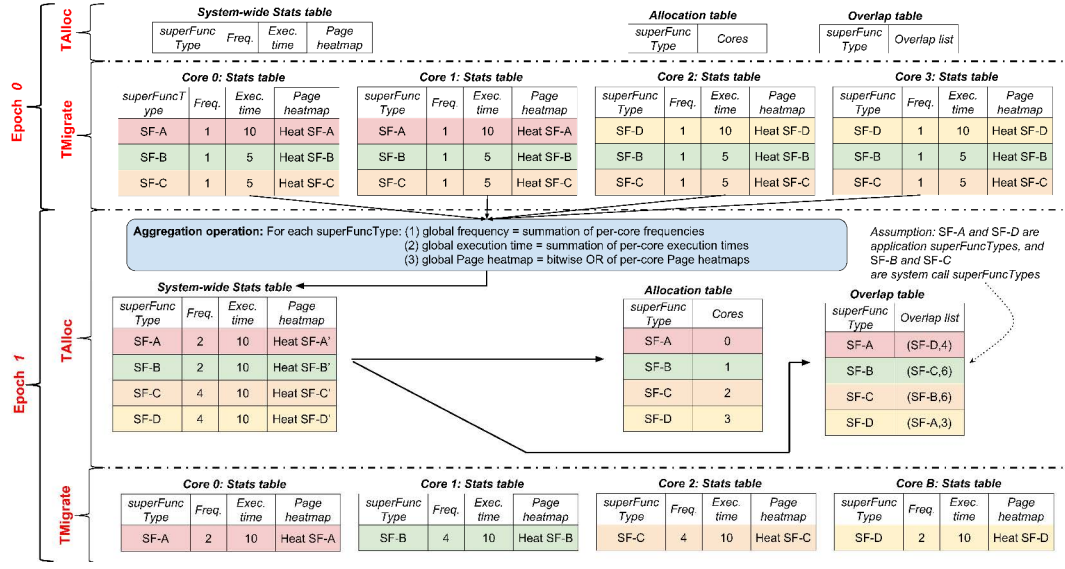 System-wide Stats table
superFunc Type Freq. Exec. time Page heatmap
Allocation table
superFunc Type Cores
Overlap table
superFunc Type Overlap list
TAlloc
Epoch 0
TMigrate
Core 0: Stats table
superFuncT ype Freq. Exec. time Page heatmap
SF-A 1 10 Heat SF-A
SF-B 1 5 Heat SF-B
SF-C 1 5 Heat SF-C
Core 1: Stats table
superFunc Type Freq. Exec. time Page heatmap
SF-A 1 10 Heat SF-A
SF-B 1 5 Heat SF-B
SF-C 1 5 Heat SF-C
Core 2: Stats table
superFunc Type Freq. Exec. time Page heatmap
SF-D 1 10 Heat SF-D
SF-B 1 5 Heat SF-B
SF-C 1 5 Heat SF-C
Core 3: Stats table
superFunc Type Freq. Exec. time Page heatmap
SF-D 1 10 Heat SF-D
SF-B 1 5 Heat SF-B
SF-C 1 5 Heat SF-C
Epoch 1
TAlloc
Aggregation operation: For each superFuncType: (1) global frequency = summation of per-core frequencies
(2) global execution time = summation of per-core execution times
(3) global Page heatmap = bitwise OR of per-core Page heatmaps
Assumption: SF-A and SF-D are
application superFuncTypes, and
SF-B and SF-C
are system call superFuncTypes
System-wide Stats table
superFunc Type Freq. Exec. time Page heatmap
SF-A 2 10 Heat SF-A'
SF-B 2 10 Heat SF-B'
SF-C 4 10 Heat SF-C'
SF-D 4 10 Heat SF-D'
Allocation table
superFunc Type Cores
SF-A 0
SF-B 1
SF-C 2
SF-D 3
Overlap table
superFunc Type Overlap list
SF-A (SF-D,4)
SF-B (SF-C,6)
SF-C (SF-B,6)
SF-D (SF-A,3)
TMigrate
Core 0: Stats table
superFunc Type Freq. Exec. time Page heatmap
SF-A 2 10 Heat SF-A
Core 1: Stats table
superFunc Type Freq. Exec. time Page heatmap
SF-B 4 10 Heat SF-B
Core 2: Stats table
superFunc Type Freq. Exec. time Page heatmap
SF-C 4 10 Heat SF-C
Core B: Stats table
superFunc Type Freq. Exec. time Page heatmap
SF-D 2 10 Heat SF-D